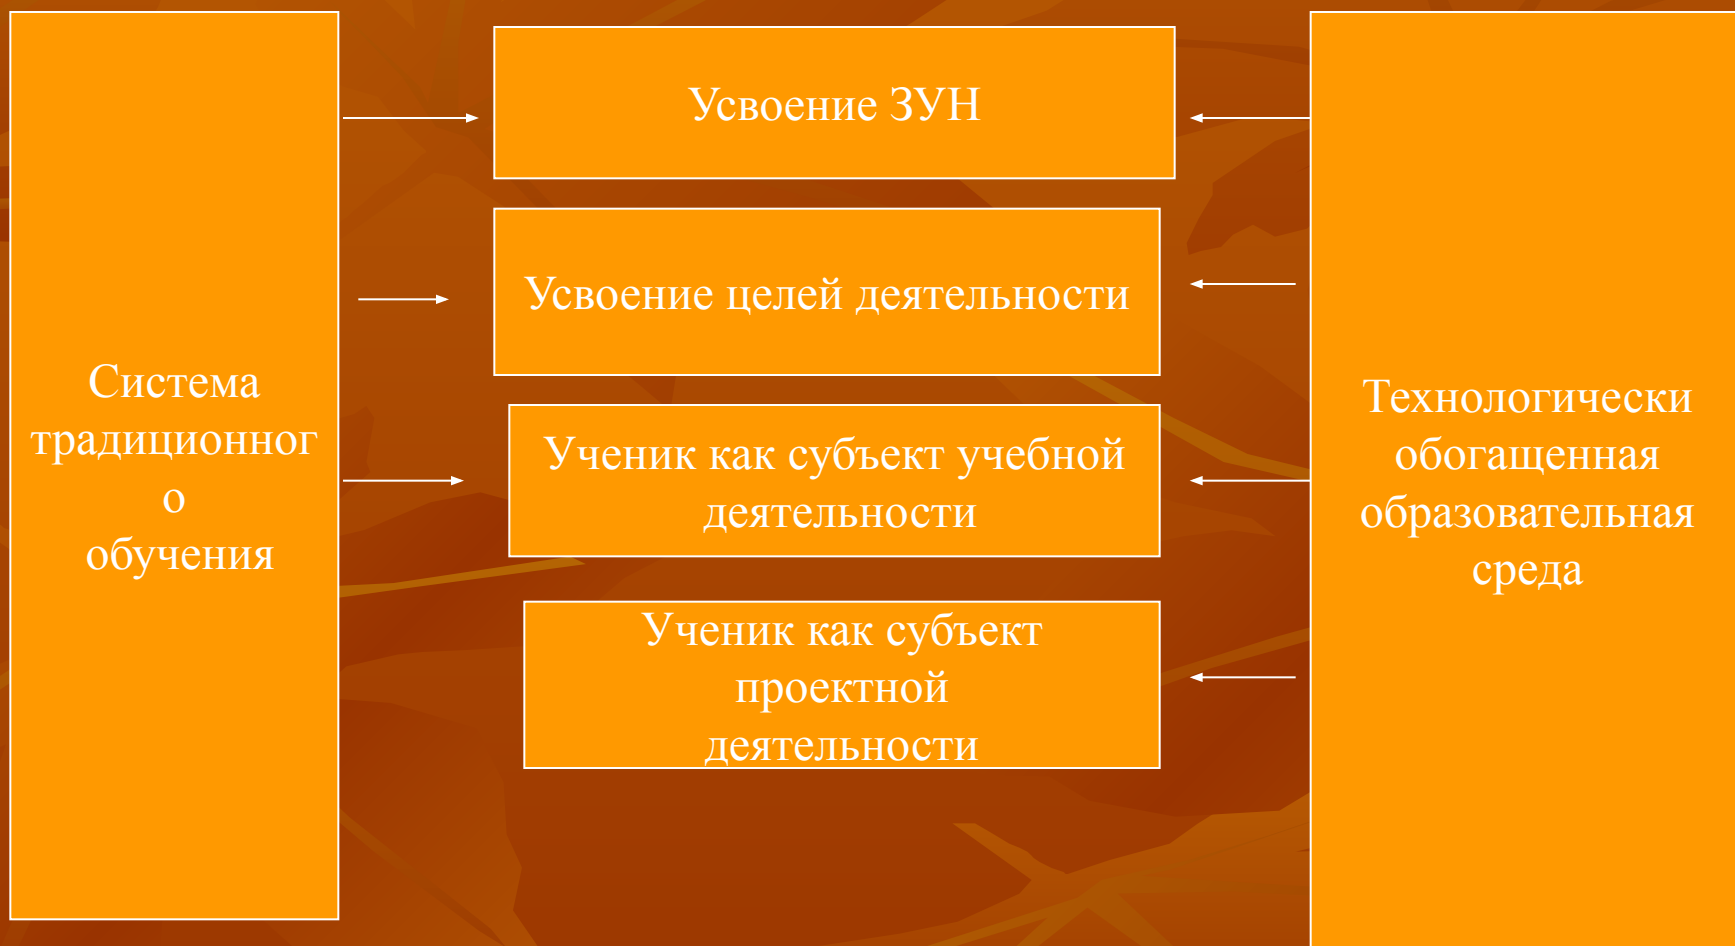 Система
традиционног
о
обучения
Усвоение ЗУН
Усвоение целей деятельности
Ученик как субъект учебной
деятельности
Ученик как субъект
проектной
деятельности
Технологически
обогащенная
образовательная
среда